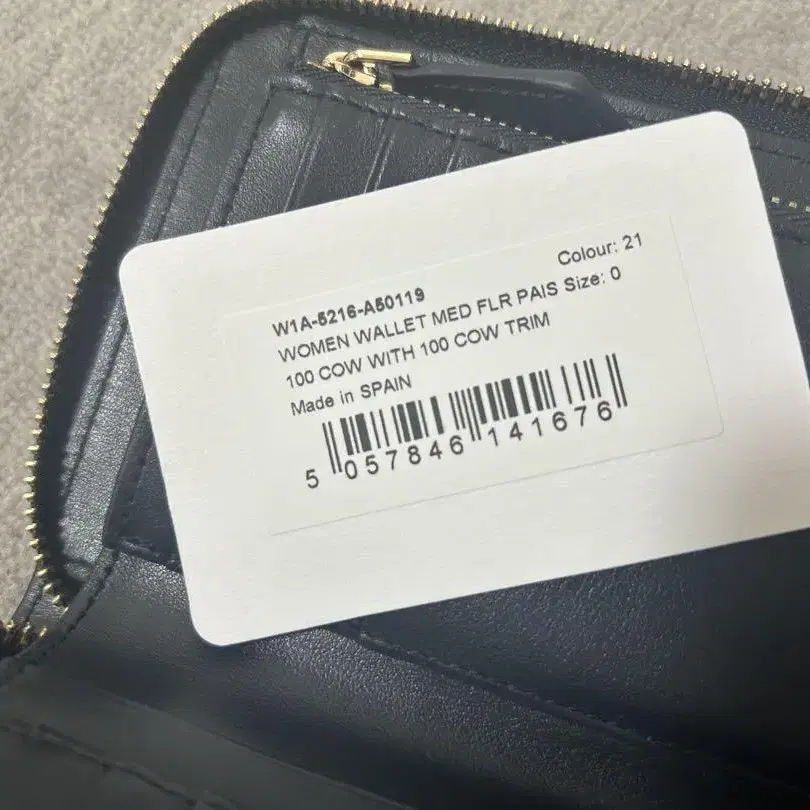 Colour: 21
W1A-5216-A50119
WOMEN WALLET MED FLR PAIS Size: 0
100 COW WITH 100 COW TRIM
Made in SPAIN
5 057846 141676